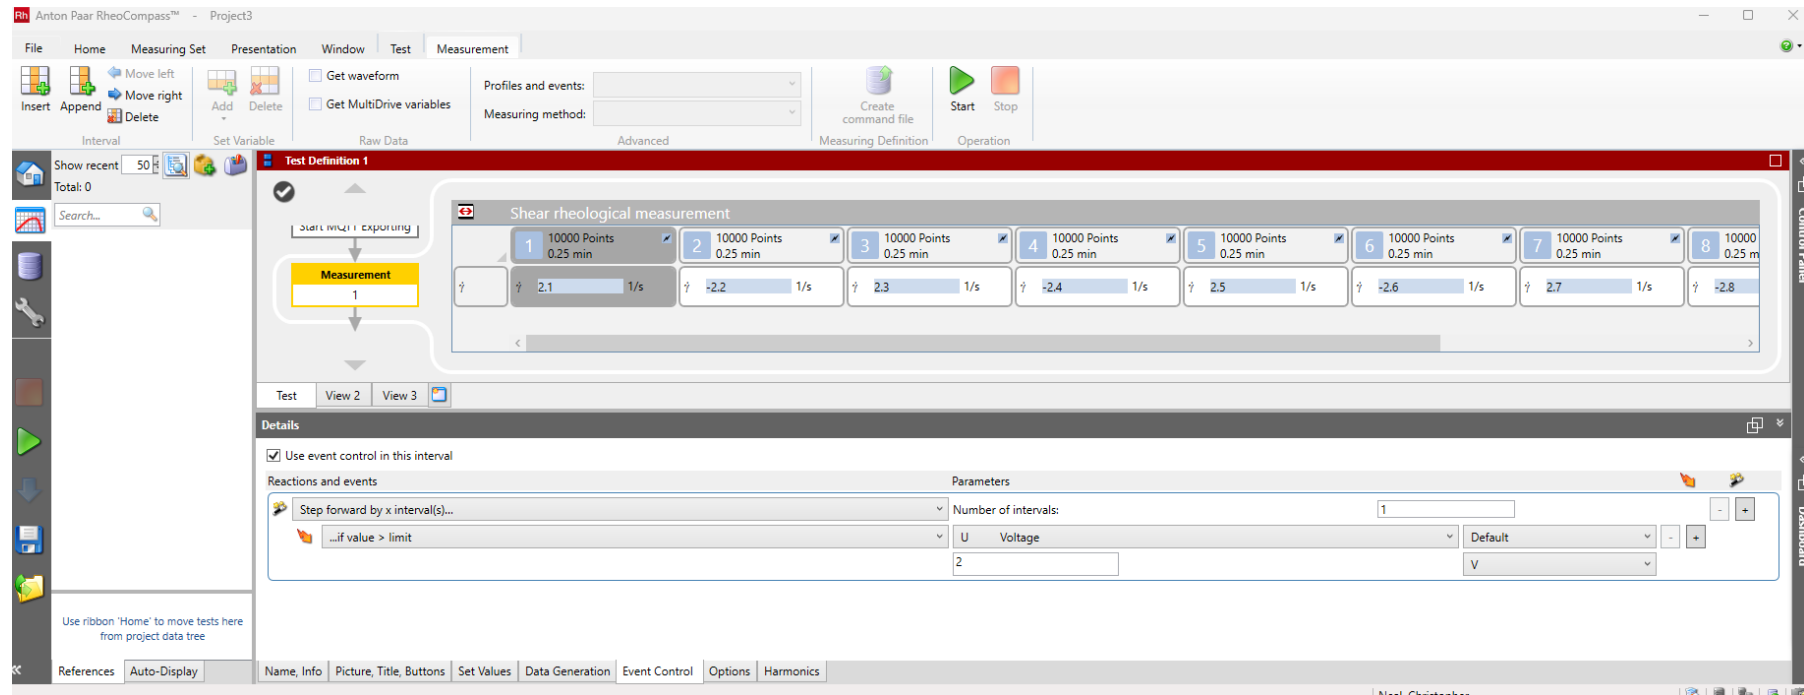 Rh Anton Paar RheoCompass™ - Project3
File Home Measuring Set Presentation Window Test Measurement
Insert Append Move left Move right Delete
Interval
Add Delete
Set Variable
Get waveform
Get MultiDrive variables
Raw Data
Profiles and events:
Measuring method:
Advanced
Create command file
Measuring Definition
Start Stop
Operation
Show recent 50
Total: 0
Search...
Test Definition 1
Start MQTT Exporting
Measurement
1
Shear rheological measurement
1 10000 Points 0.25 min
2 10000 Points 0.25 min
3 10000 Points 0.25 min
4 10000 Points 0.25 min
5 10000 Points 0.25 min
6 10000 Points 0.25 min
7 10000 Points 0.25 min
8 10000 0.25 m
γ̇ γ̇ 2.1 1/s γ̇ -2.2 1/s γ̇ 2.3 1/s γ̇ -2.4 1/s γ̇ 2.5 1/s γ̇ -2.6 1/s γ̇ 2.7 1/s γ̇ -2.8
Test View 2 View 3
Details
Use event control in this interval
Reactions and events Parameters
Step forward by x interval(s)... Number of intervals: 1 - +
...if value > limit U Voltage Default - +
2 V
Use ribbon 'Home' to move tests here
from project data tree
References Auto-Display
Name, Info Picture, Title, Buttons Set Values Data Generation Event Control Options Harmonics
Control Panel
Dashboard